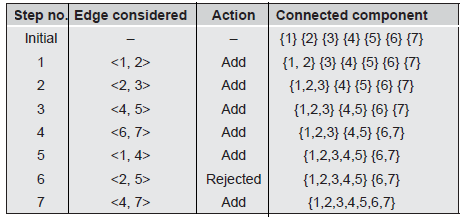 Step no. Edge considered Action Connected component
Initial – – {1} {2} {3} {4} {5} {6} {7}
1 <1, 2> Add {1, 2} {3} {4} {5} {6} {7}
2 <2, 3> Add {1,2,3} {4} {5} {6} {7}
3 <4, 5> Add {1,2,3} {4,5} {6} {7}
4 <6, 7> Add {1,2,3} {4,5} {6,7}
5 <1, 4> Add {1,2,3,4,5} {6,7}
6 <2, 5> Rejected {1,2,3,4,5} {6,7}
7 <4, 7> Add {1,2,3,4,5,6,7}